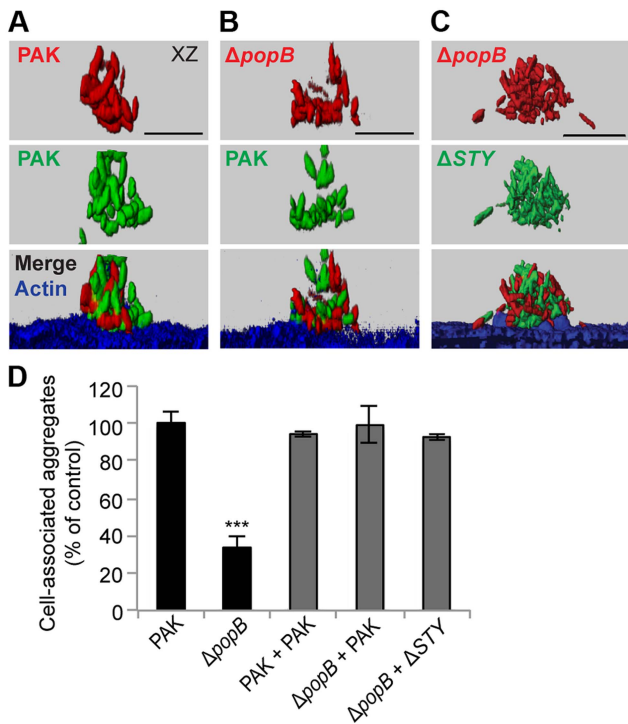 A
B
C
PAK
XZ
ΔpopB
ΔpopB
PAK
PAK
ΔSTY
Merge
Actin
D
Cell-associated aggregates
(% of control)
120
100
80
60
40
20
0
***
PAK
ΔpopB
PAK + PAK
ΔpopB + PAK
ΔpopB + ΔSTY